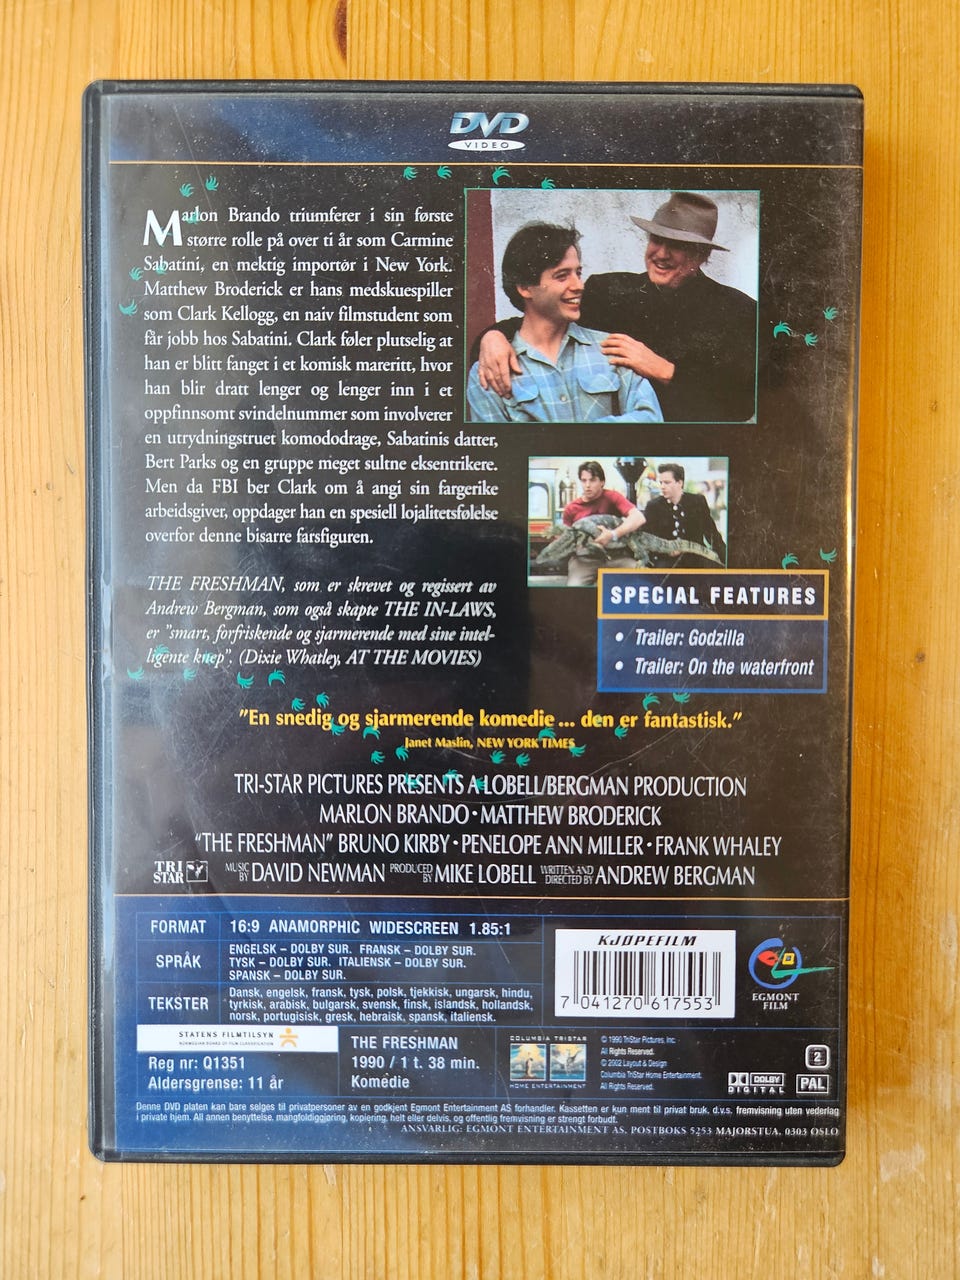 DVD
VIDEO
Marlon Brando triumferer i sin første
større rolle på over ti år som Carmine
Sabatini, en mektig importør i New York.
Matthew Broderick er hans medskuespiller
som Clark Kellogg, en naiv filmstudent som
får jobb hos Sabatini. Clark føler plutselig at
han er blitt fanget i et komisk mareritt, hvor
han blir dratt lenger og lenger inn i et
oppfinnsomt svindelnummer som involverer
en utrydningstruet komododrage, Sabatinis datter,
Bert Parks og en gruppe meget sultne eksentrikere.
Men da FBI ber Clark om å angi sin fargerike
arbeidsgiver, oppdager han en spesiell lojalitetsfølelse
overfor denne bisarre farsfiguren.
THE FRESHMAN, som er skrevet og regissert av
Andrew Bergman, som også skapte THE IN-LAWS,
er "smart, forfriskende og sjarmerende med sine intel-
ligente knep". (Dixie Whatley, AT THE MOVIES)
SPECIAL FEATURES
• Trailer: Godzilla
• Trailer: On the waterfront
"En snedig og sjarmerende komedie ... den er fantastisk."
Janet Maslin, NEW YORK TIMES
TRI-STAR PICTURES PRESENTS A LOBELL/BERGMAN PRODUCTION
MARLON BRANDO • MATTHEW BRODERICK
"THE FRESHMAN" BRUNO KIRBY • PENELOPE ANN MILLER • FRANK WHALEY
TRI STAR MUSIC BY DAVID NEWMAN PRODUCED BY MIKE LOBELL WRITTEN AND DIRECTED BY ANDREW BERGMAN
FORMAT 16:9 ANAMORPHIC WIDESCREEN 1.85:1
SPRÅK ENGELSK – DOLBY SUR. FRANSK – DOLBY SUR.
TYSK – DOLBY SUR. ITALIENSK – DOLBY SUR.
SPANSK – DOLBY SUR.
TEKSTER Dansk, engelsk, fransk, tysk, polsk, tjekkisk, ungarsk, hindu,
tyrkisk, arabisk, bulgarsk, svensk, finsk, islandsk, hollandsk,
norsk, portugisisk, gresk, hebraisk, spansk, italiensk.
KJØPEFILM
7 041270 617553
EGMONT
FILM
STATENS FILMTILSYN
NORWEGIAN BOARD OF FILM CLASSIFICATION
Reg nr: Q1351
Aldersgrense: 11 år
THE FRESHMAN
1990 / 1 t. 38 min.
Komedie
COLUMBIA TRISTAR
HOME ENTERTAINMENT
© 1990 TriStar Pictures, Inc.
All Rights Reserved.
© 2002 Layout & Design
Columbia TriStar Home Entertainment.
All Rights Reserved.
2
DOLBY
DIGITAL
PAL
Denne DVD platen kan bare selges til privatpersoner av en godkjent Egmont Entertainment AS forhandler. Kassetten er kun ment til privat bruk, d.v.s. fremvisning uten vederlag
i private hjem. All annen benyttelse, mangfoldiggjøring, kopiering, helt eller delvis, og offentlig fremvisning er strengt forbudt.
ANSVARLIG: EGMONT ENTERTAINMENT AS, POSTBOKS 5253 MAJORSTUA, 0303 OSLO